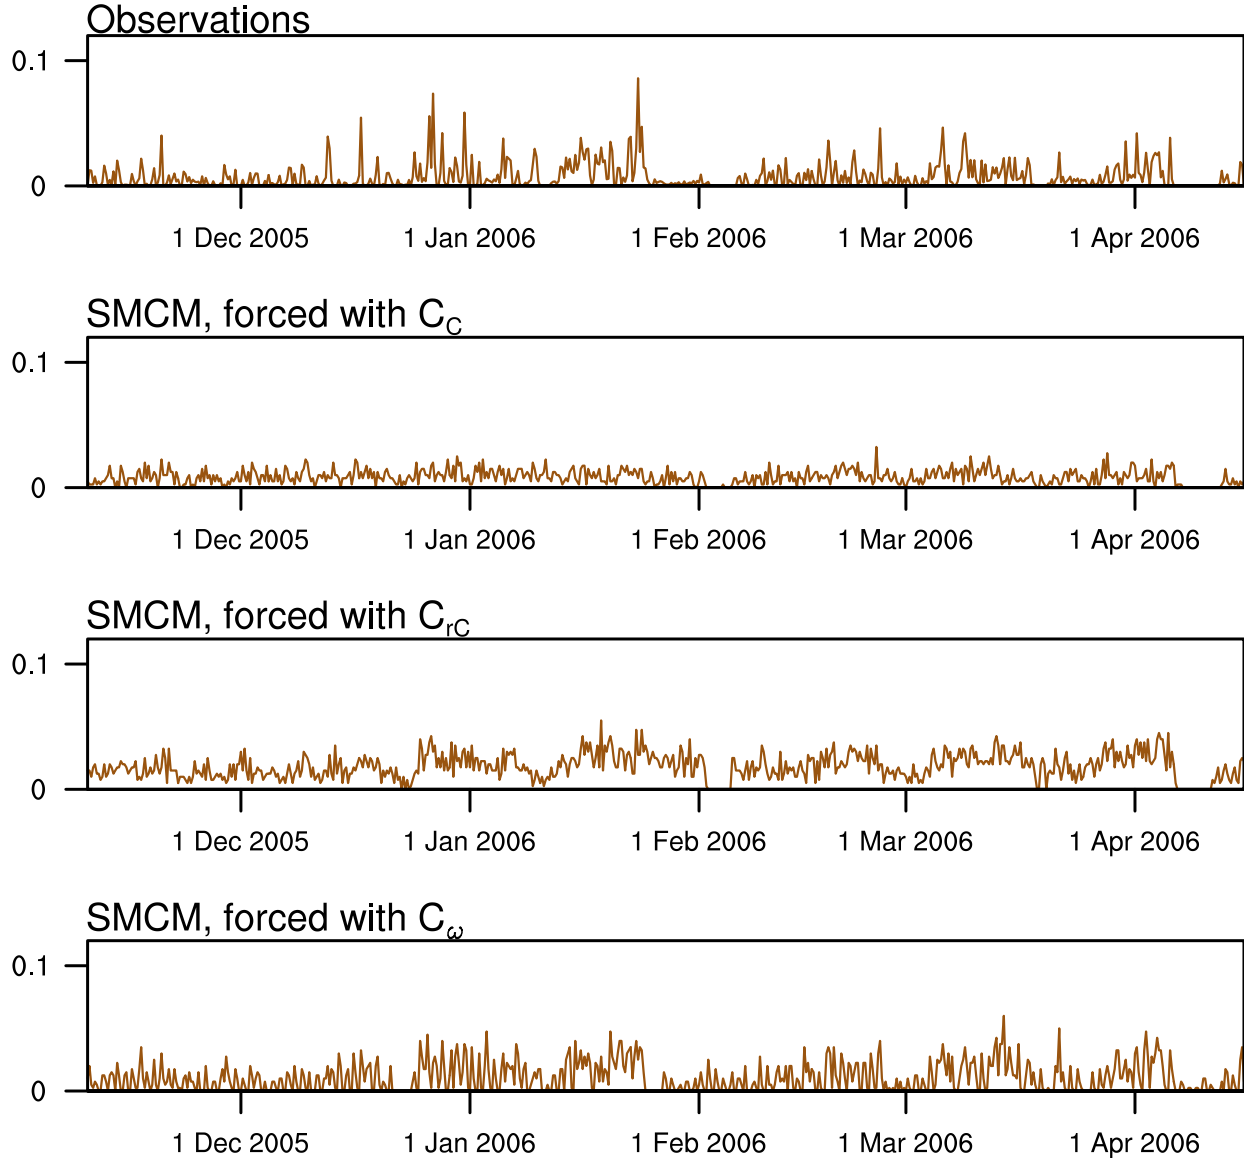 Observations
0.1
0
1 Dec 2005 1 Jan 2006 1 Feb 2006 1 Mar 2006 1 Apr 2006
SMCM, forced with C_C
0.1
0
1 Dec 2005 1 Jan 2006 1 Feb 2006 1 Mar 2006 1 Apr 2006
SMCM, forced with C_rC
0.1
0
1 Dec 2005 1 Jan 2006 1 Feb 2006 1 Mar 2006 1 Apr 2006
SMCM, forced with C_ω
0.1
0
1 Dec 2005 1 Jan 2006 1 Feb 2006 1 Mar 2006 1 Apr 2006